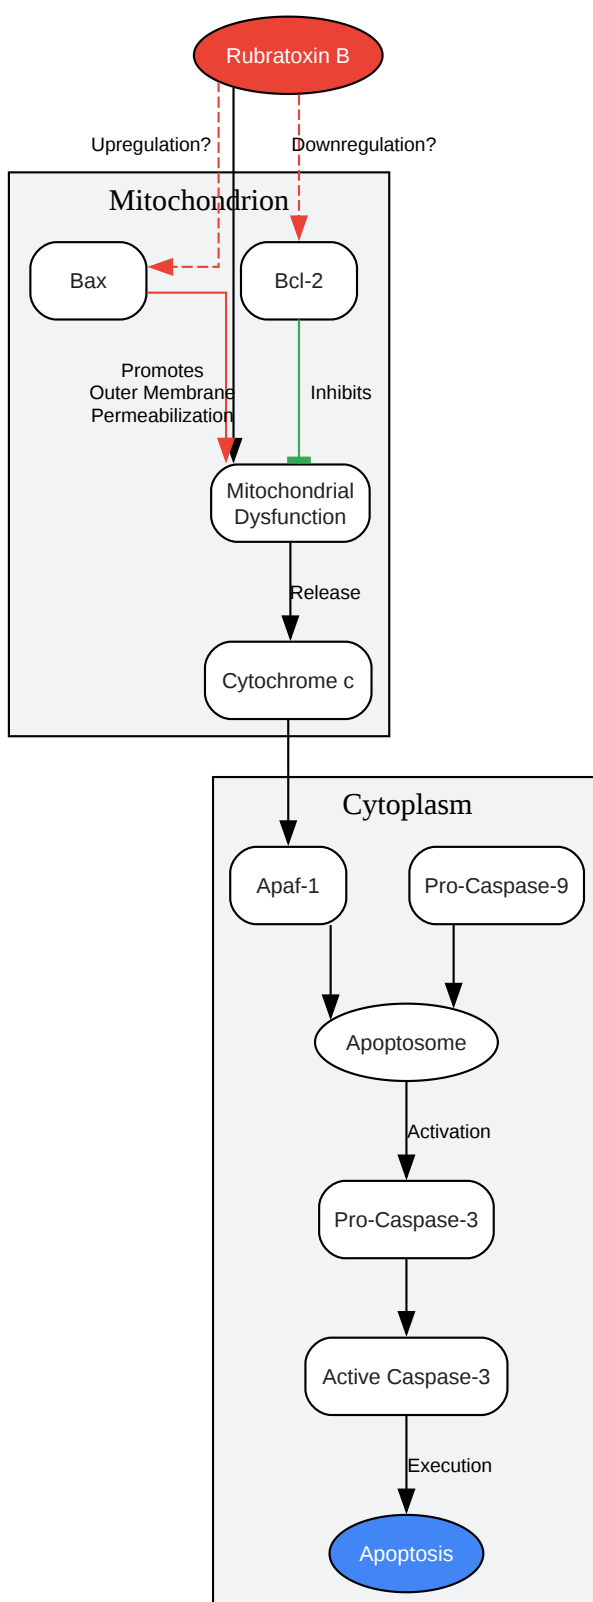 Rubratoxin B
Upregulation?
Downregulation?
Mitochondrion
Bax
Bcl-2
Promotes
Outer Membrane
Permeabilization
Inhibits
Mitochondrial
Dysfunction
Release
Cytochrome c
Cytoplasm
Apaf-1
Pro-Caspase-9
Apoptosome
Activation
Pro-Caspase-3
Active Caspase-3
Execution
Apoptosis